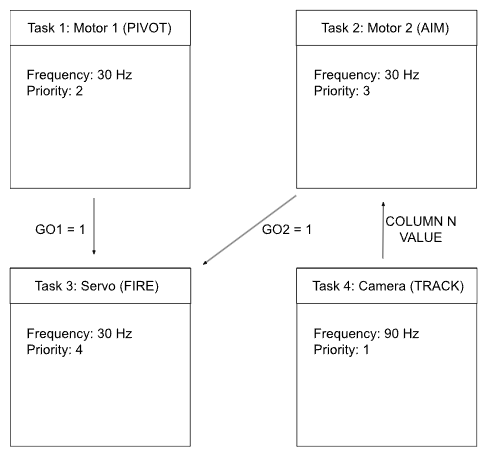 Task 1: Motor 1 (PIVOT)
Frequency: 30 Hz
Priority: 2
Task 2: Motor 2 (AIM)
Frequency: 30 Hz
Priority: 3
GO1 = 1
GO2 = 1
COLUMN N
VALUE
Task 3: Servo (FIRE)
Frequency: 30 Hz
Priority: 4
Task 4: Camera (TRACK)
Frequency: 90 Hz
Priority: 1